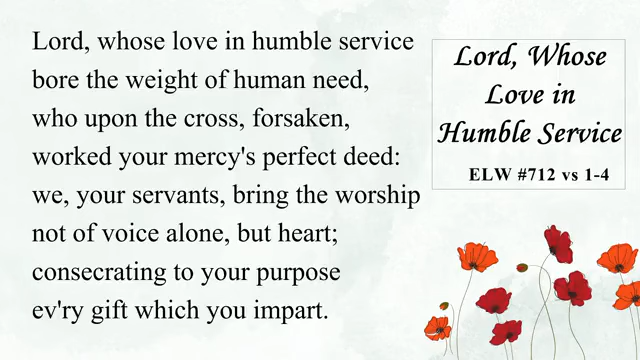 Lord, whose love in humble service
bore the weight of human need,
who upon the cross, forsaken,
worked your mercy's perfect deed:
we, your servants, bring the worship
not of voice alone, but heart;
consecrating to your purpose
ev'ry gift which you impart.
Lord, Whose
Love in
Humble Service
ELW #712 vs 1-4